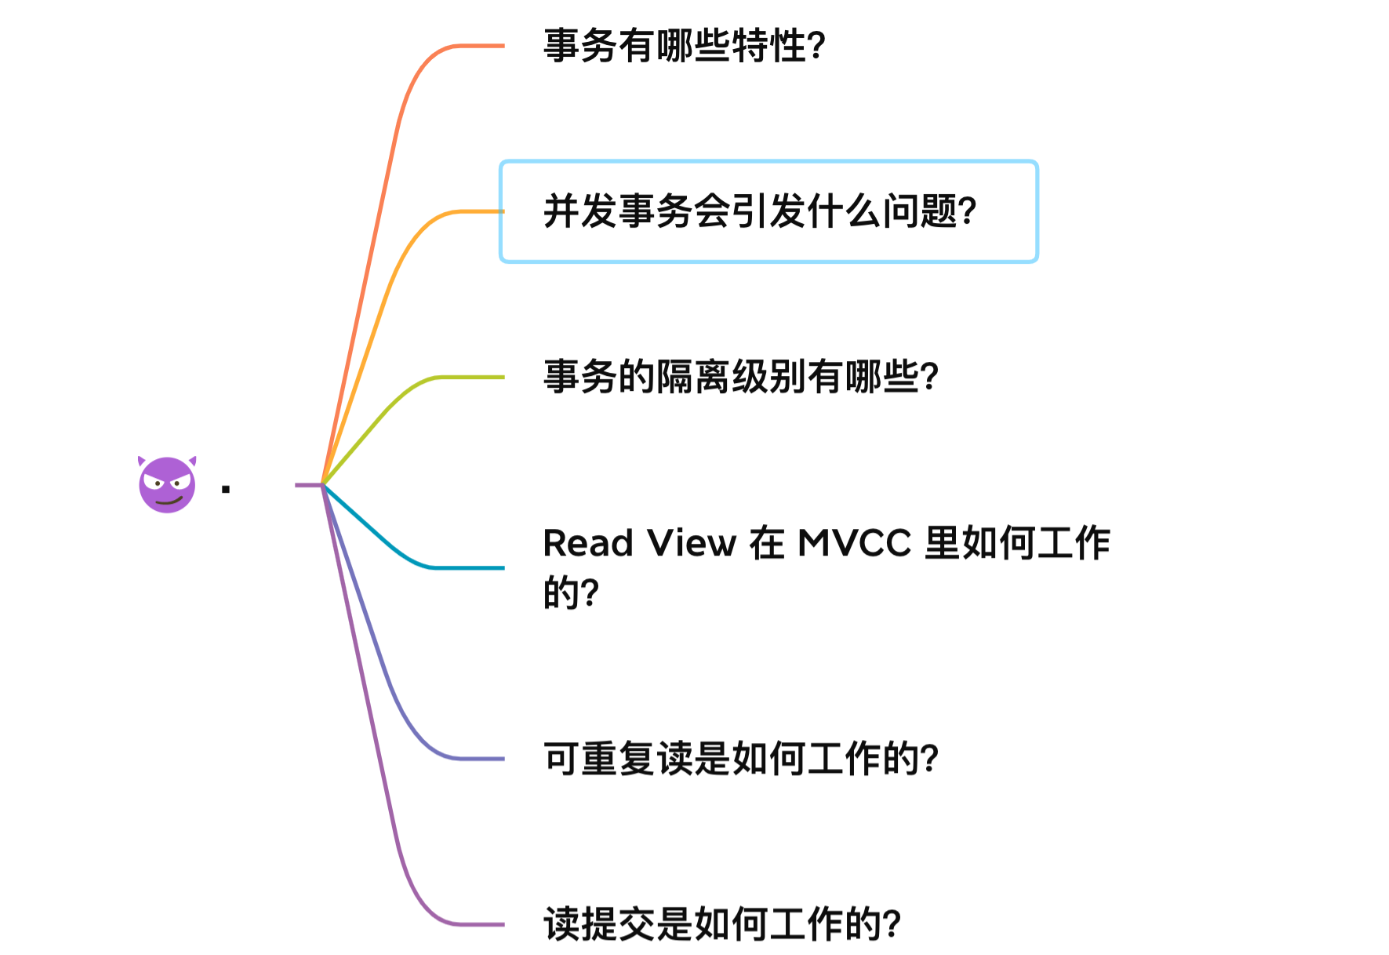 事务有哪些特性?
并发事务会引发什么问题?
事务的隔离级别有哪些?
.
Read View 在 MVCC 里如何工作
的?
可重复读是如何工作的?
读提交是如何工作的?